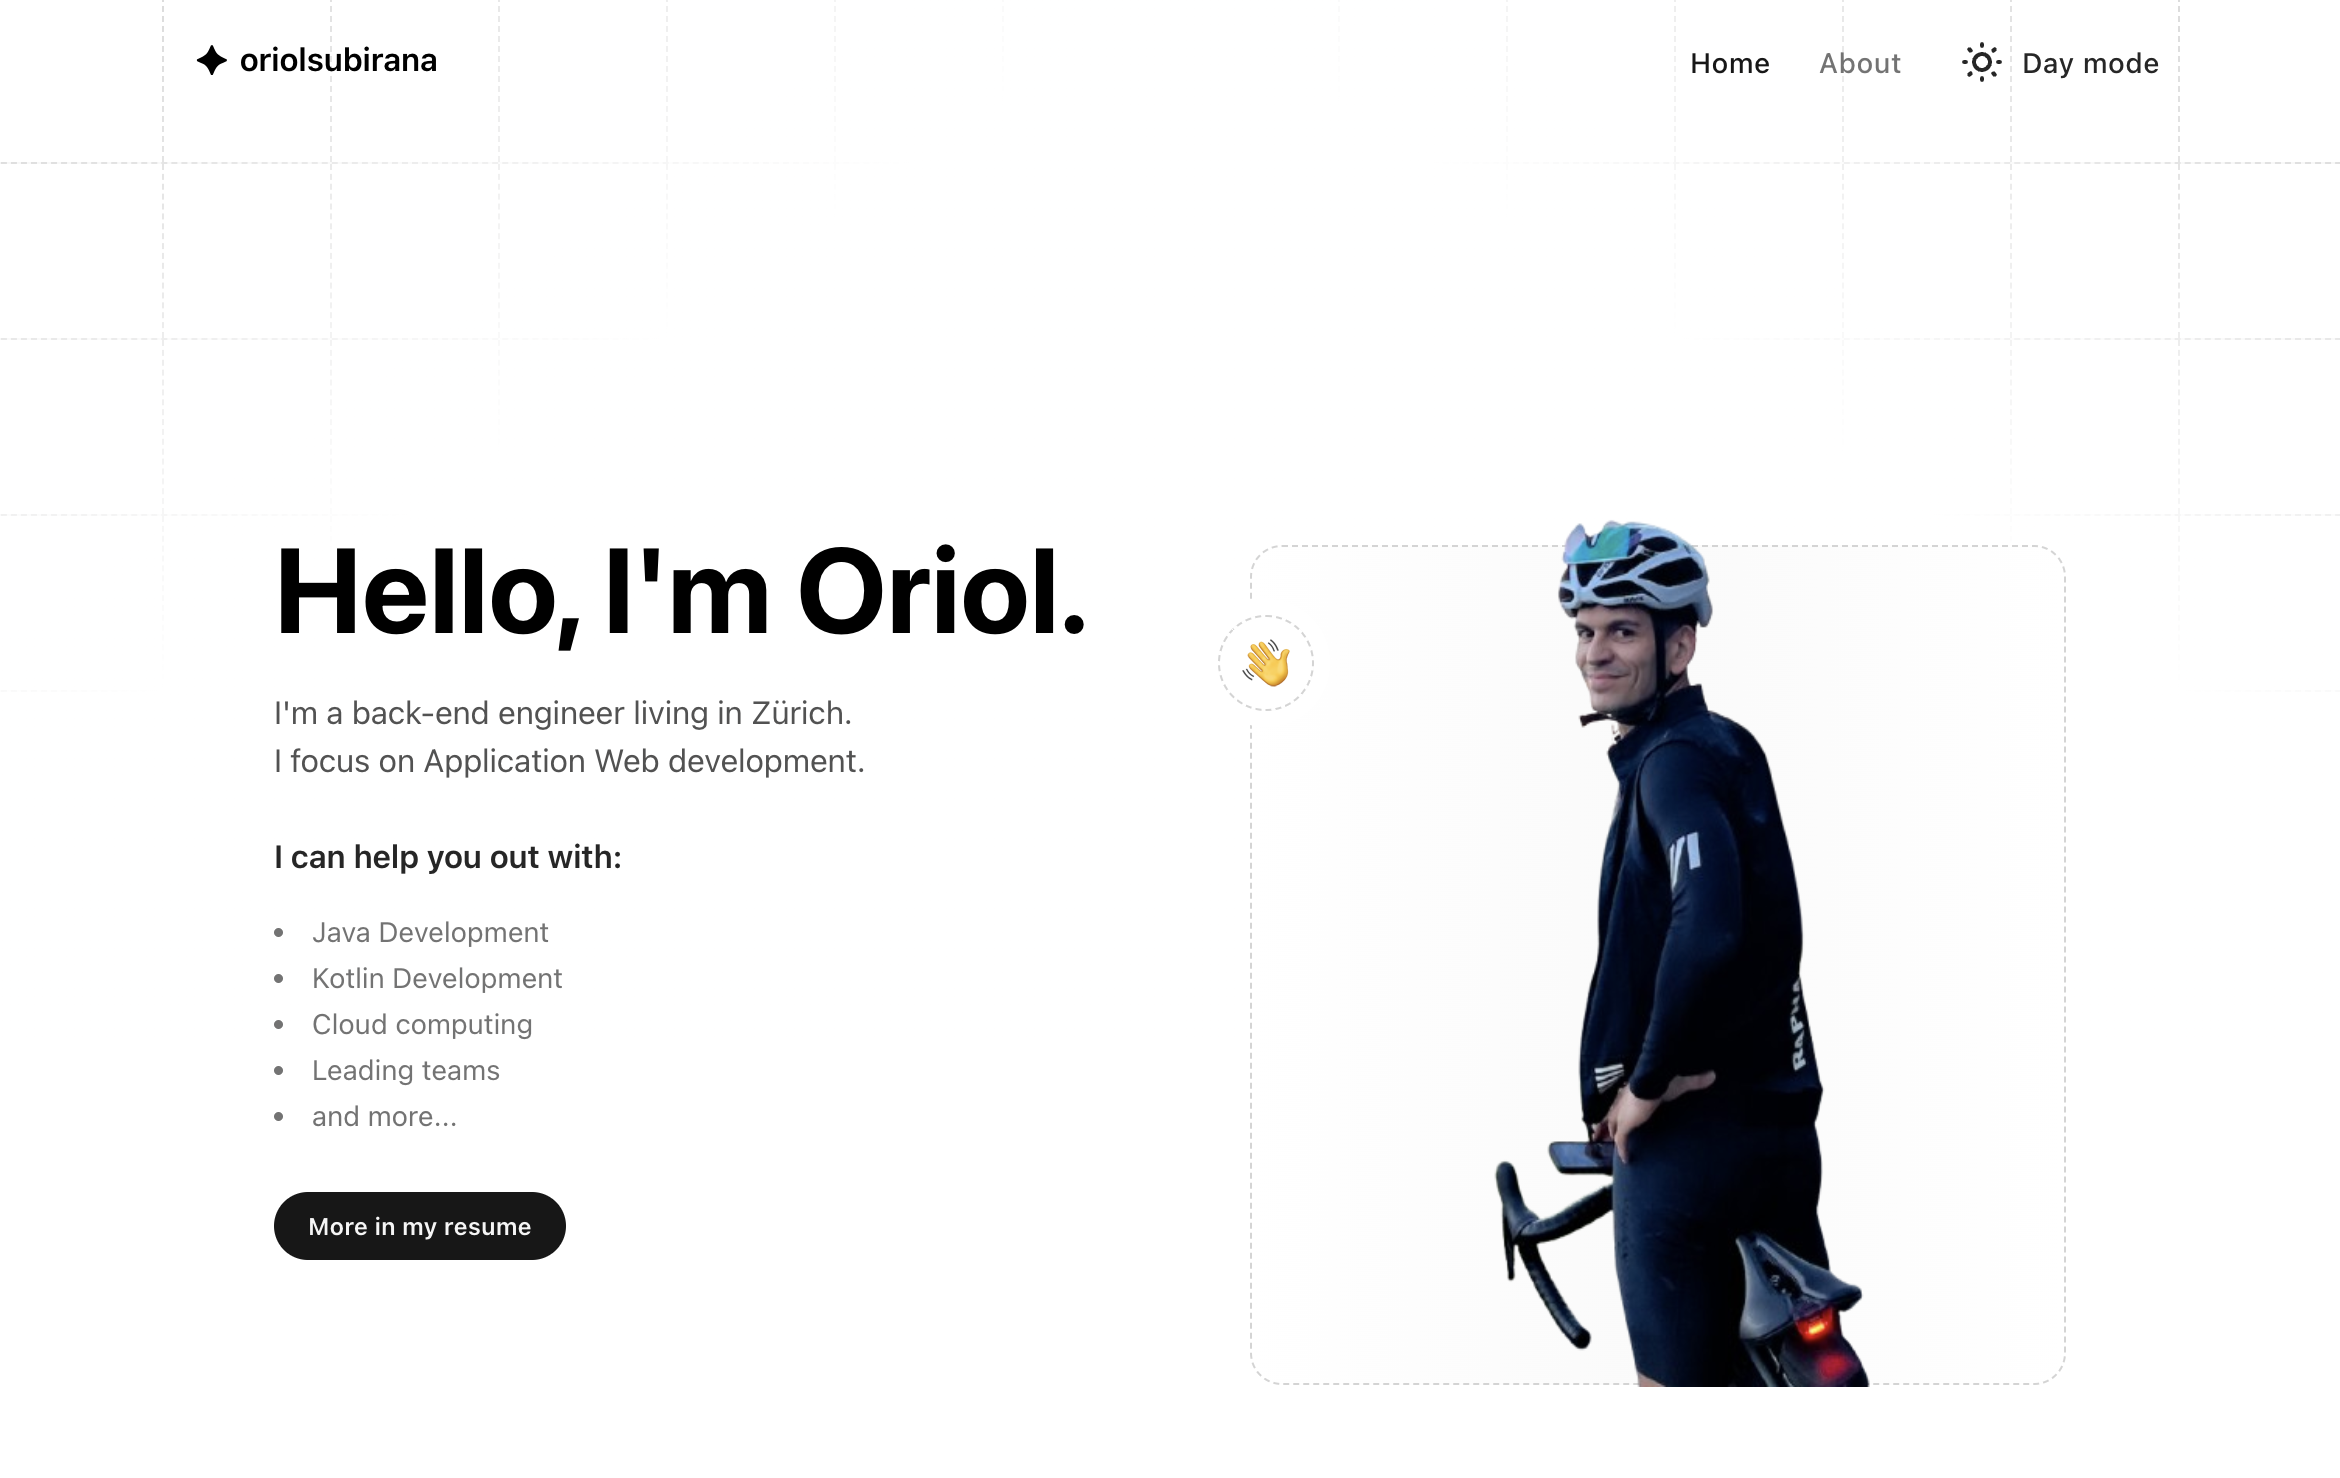 oriolsubirana
Home
About
Day mode
Hello, I'm Oriol.
I'm a back-end engineer living in Zürich.
I focus on Application Web development.
I can help you out with:
• Java Development
• Kotlin Development
• Cloud computing
• Leading teams
• and more...
More in my resume
RAPHA